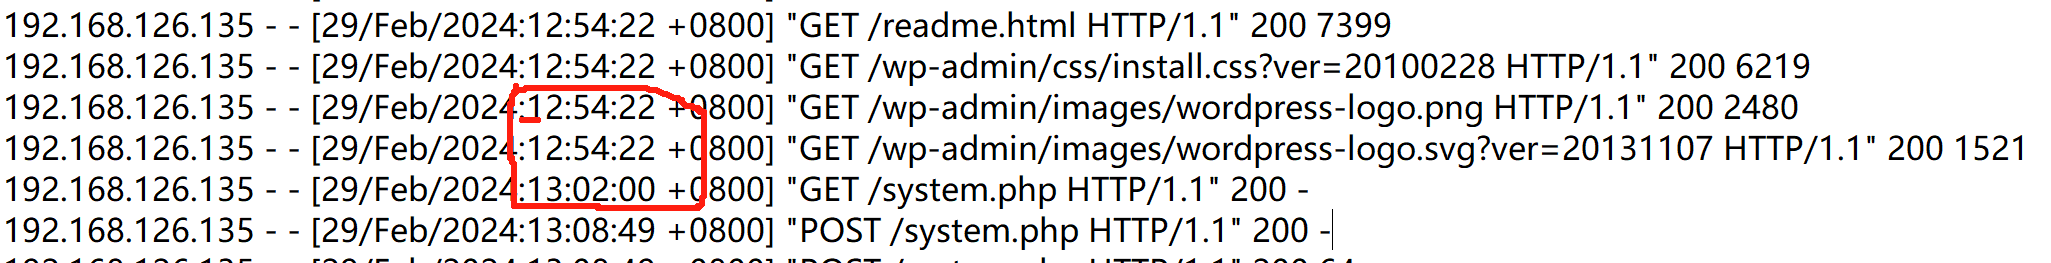 192.168.126.135 - - [29/Feb/2024:12:54:22 +0800] "GET /readme.html HTTP/1.1" 200 7399
192.168.126.135 - - [29/Feb/2024:12:54:22 +0800] "GET /wp-admin/css/install.css?ver=20100228 HTTP/1.1" 200 6219
192.168.126.135 - - [29/Feb/2024:12:54:22 +0800] "GET /wp-admin/images/wordpress-logo.png HTTP/1.1" 200 2480
192.168.126.135 - - [29/Feb/2024:12:54:22 +0800] "GET /wp-admin/images/wordpress-logo.svg?ver=20131107 HTTP/1.1" 200 1521
192.168.126.135 - - [29/Feb/2024:13:02:00 +0800] "GET /system.php HTTP/1.1" 200 -
192.168.126.135 - - [29/Feb/2024:13:08:49 +0800] "POST /system.php HTTP/1.1" 200 -